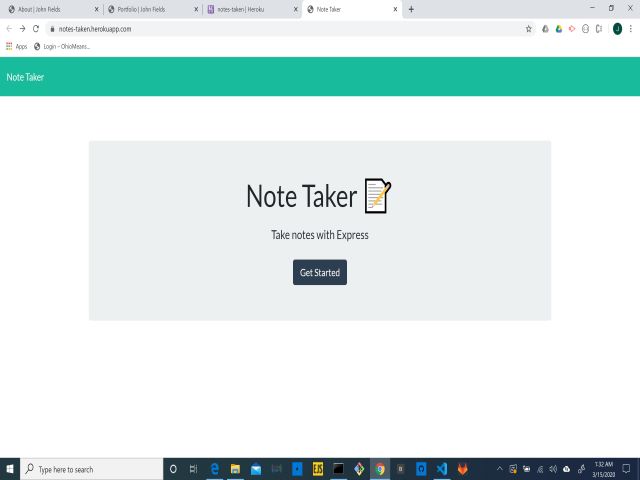 About | John Fields
Portfolio | John Fields
notes-taken | Heroku
Note Taker
notes-taken.herokuapp.com
J
Apps
Login – OhioMeans...
Note Taker
Note Taker
Take notes with Express
Get Started
Type here to search
EJS
1:32 AM
3/15/2020